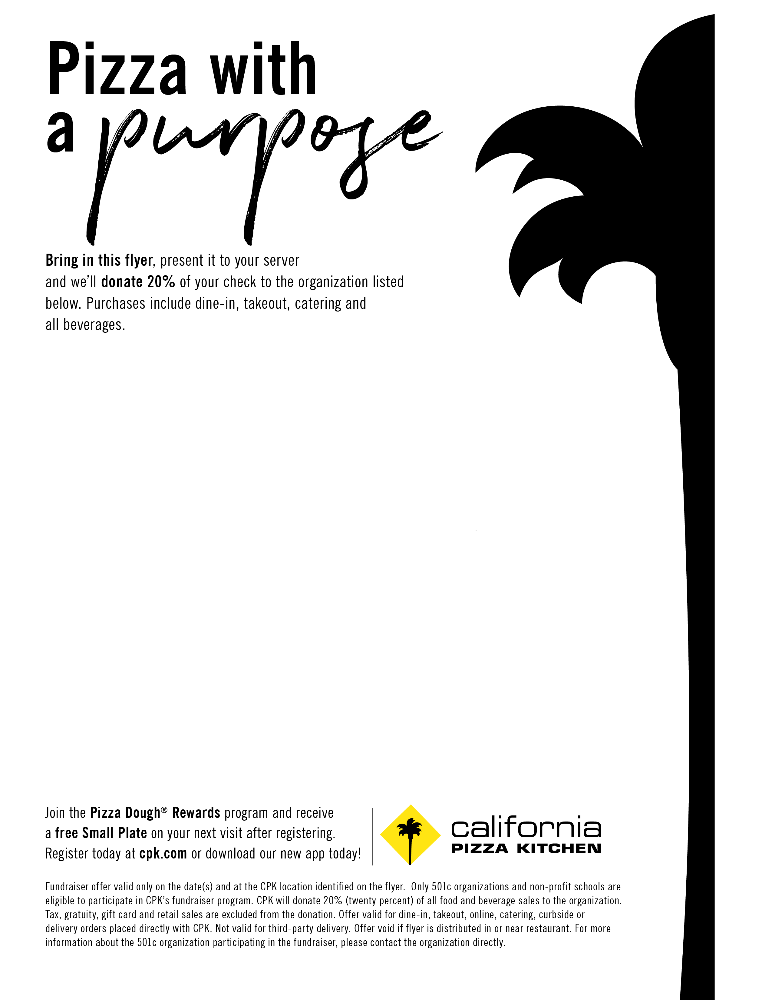 Pizza with
a purpose
Bring in this flyer, present it to your server
and we’ll donate 20% of your check to the organization listed
below. Purchases include dine-in, takeout, catering and
all beverages.
Join the Pizza Dough® Rewards program and receive
a free Small Plate on your next visit after registering.
Register today at cpk.com or download our new app today!
california
PIZZA KITCHEN
Fundraiser offer valid only on the date(s) and at the CPK location identified on the flyer.  Only 501c organizations and non-profit schools are
eligible to participate in CPK’s fundraiser program. CPK will donate 20% (twenty percent) of all food and beverage sales to the organization.
Tax, gratuity, gift card and retail sales are excluded from the donation. Offer valid for dine-in, takeout, online, catering, curbside or
delivery orders placed directly with CPK. Not valid for third-party delivery. Offer void if flyer is distributed in or near restaurant. For more
information about the 501c organization participating in the fundraiser, please contact the organization directly.